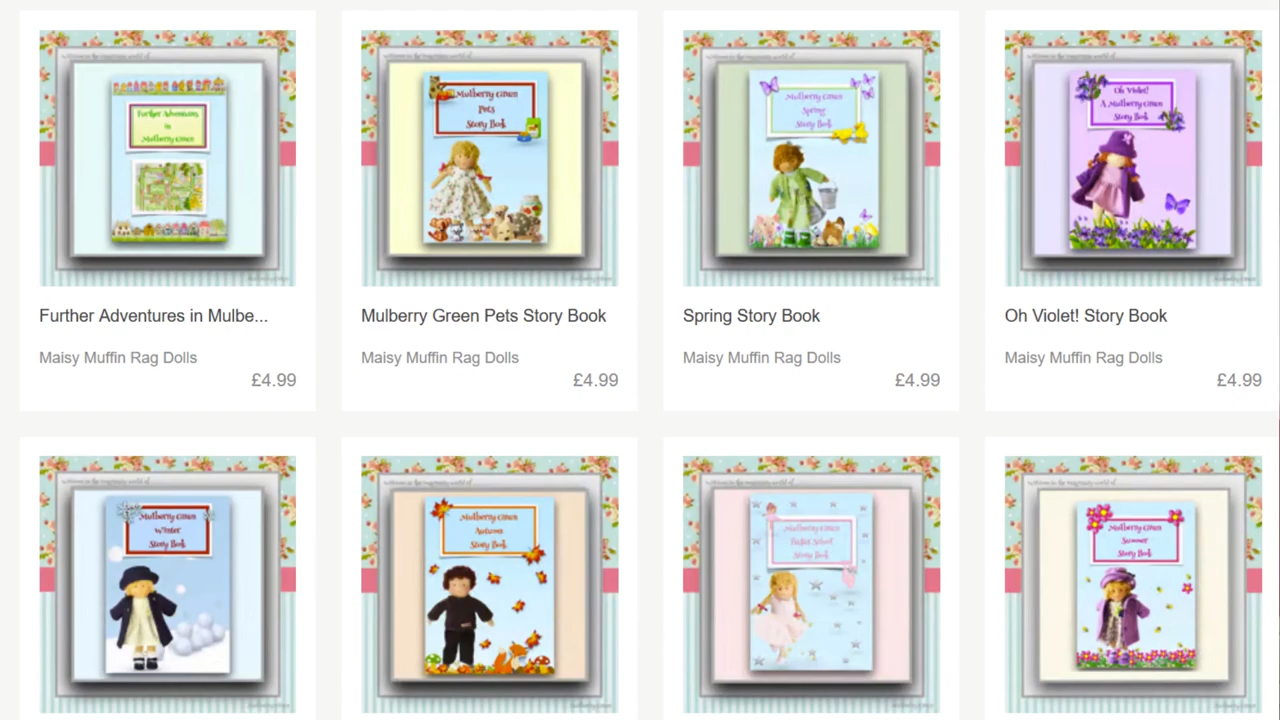 Further Adventures
in
Mulberry Green
Mulberry Green
Pets
Story Book
Mulberry Green
Spring
Story Book
Oh Violet!
A Mulberry Green
Story Book
Further Adventures in Mulbe...
Mulberry Green Pets Story Book
Spring Story Book
Oh Violet! Story Book
Maisy Muffin Rag Dolls
Maisy Muffin Rag Dolls
Maisy Muffin Rag Dolls
Maisy Muffin Rag Dolls
£4.99
£4.99
£4.99
£4.99
Mulberry Green
Winter
Story Book
Mulberry Green
Autumn
Story Book
Mulberry Green
Ballet School
Story Book
Mulberry Green
Summer
Story Book